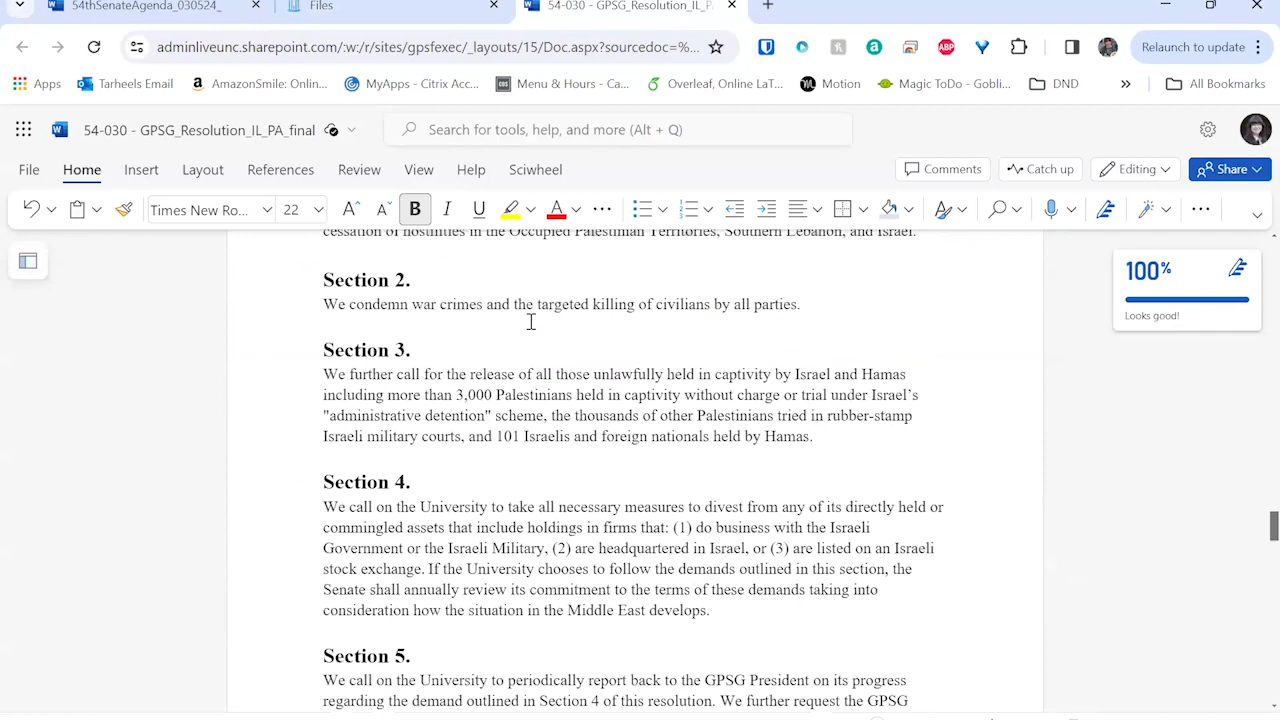 54thSenateAgenda_030524_
Files
54-030 - GPSG_Resolution_IL_PA
adminliveunc.sharepoint.com/:w:/r/sites/gpsfexec/_layouts/15/Doc.aspx?sourcedoc=%...
ABP
Relaunch to update
Apps
Tarheels Email
AmazonSmile: Onlin...
MyApps - Citrix Acc...
Menu & Hours - Ca...
Overleaf, Online LaT...
Motion
Magic ToDo - Gobli...
DND
All Bookmarks
54-030 - GPSG_Resolution_IL_PA_final
Search for tools, help, and more (Alt + Q)
File
Home
Insert
Layout
References
Review
View
Help
Sciwheel
Comments
Catch up
Editing
Share
Times New Ro...
22
B
I
U
cessation of hostilities in the Occupied Palestinian Territories, Southern Lebanon, and Israel.
Section 2.
We condemn war crimes and the targeted killing of civilians by all parties.
Section 3.
We further call for the release of all those unlawfully held in captivity by Israel and Hamas
including more than 3,000 Palestinians held in captivity without charge or trial under Israel's
"administrative detention" scheme, the thousands of other Palestinians tried in rubber-stamp
Israeli military courts, and 101 Israelis and foreign nationals held by Hamas.
Section 4.
We call on the University to take all necessary measures to divest from any of its directly held or
commingled assets that include holdings in firms that: (1) do business with the Israeli
Government or the Israeli Military, (2) are headquartered in Israel, or (3) are listed on an Israeli
stock exchange. If the University chooses to follow the demands outlined in this section, the
Senate shall annually review its commitment to the terms of these demands taking into
consideration how the situation in the Middle East develops.
Section 5.
We call on the University to periodically report back to the GPSG President on its progress
regarding the demand outlined in Section 4 of this resolution. We further request the GPSG
100%
Looks good!